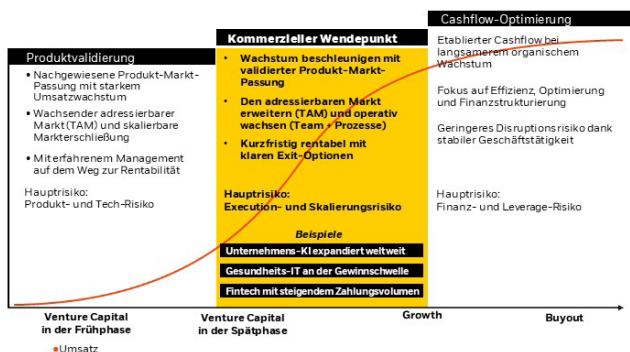 Produktvalidierung
• Nachgewiesene Produkt-Markt-
Passung mit starkem
Umsatzwachstum
• Wachsender adressierbarer
Markt (TAM) und skalierbare
Markterschließung
• Mit erfahrenem Management
auf dem Weg zur Rentabilität
Hauptrisiko:
Produkt- und Tech-Risiko
Kommerzieller Wendepunkt
• Wachstum beschleunigen mit
validierter Produkt-Markt-
Passung
• Den adressierbaren Markt
erweitern (TAM) und operativ
wachsen (Team + Prozesse)
• Kurzfristig rentabel mit
klaren Exit-Optionen
Hauptrisiko:
Execution- und Skalierungsrisiko
Beispiele
Unternehmens-KI expandiert weltweit
Gesundheits-IT an der Gewinnschwelle
Fintech mit steigendem Zahlungsvolumen
Cashflow-Optimierung
Etablierter Cashflow bei
langsamerem organischem
Wachstum
Fokus auf Effizienz, Optimierung
und Finanzstrukturierung
Geringeres Disruptionsrisiko dank
stabiler Geschäftstätigkeit
Hauptrisiko:
Finanz- und Leverage-Risiko
Venture Capital
in der Frühphase
Venture Capital
in der Spätphase
Growth
Buyout
• Umsatz